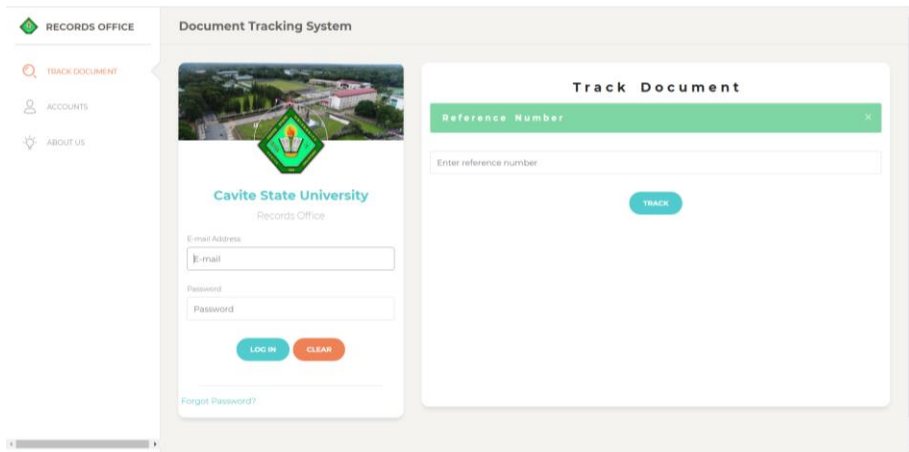 RECORDS OFFICE
Document Tracking System
TRACK DOCUMENT
ACCOUNTS
ABOUT US
Cavite State University
Records Office
E-mail Address
E-mail
Password
Password
LOG IN
CLEAR
Forgot Password?
Track Document
Reference Number ×
Enter reference number
TRACK